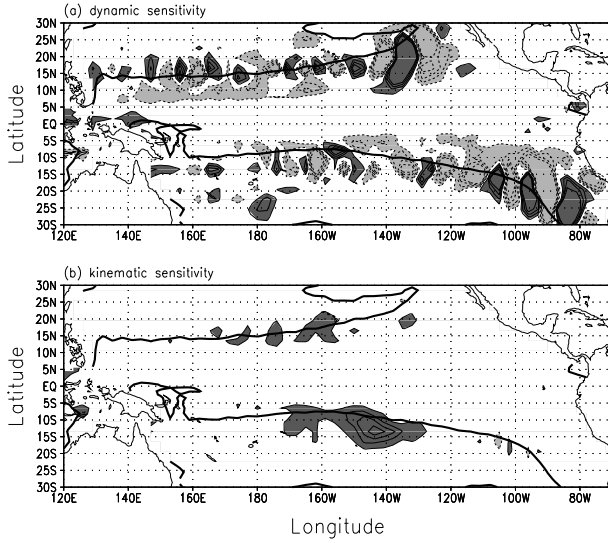 (a) dynamic sensitivity
30N
25N
20N
15N
10N
5N
EQ
5S
10S
15S
20S
25S
30S
Latitude
120E 140E 160E 180 160W 140W 120W 100W 80W
(b) kinematic sensitivity
30N
25N
20N
15N
10N
5N
EQ
5S
10S
15S
20S
25S
30S
Latitude
120E 140E 160E 180 160W 140W 120W 100W 80W
Longitude